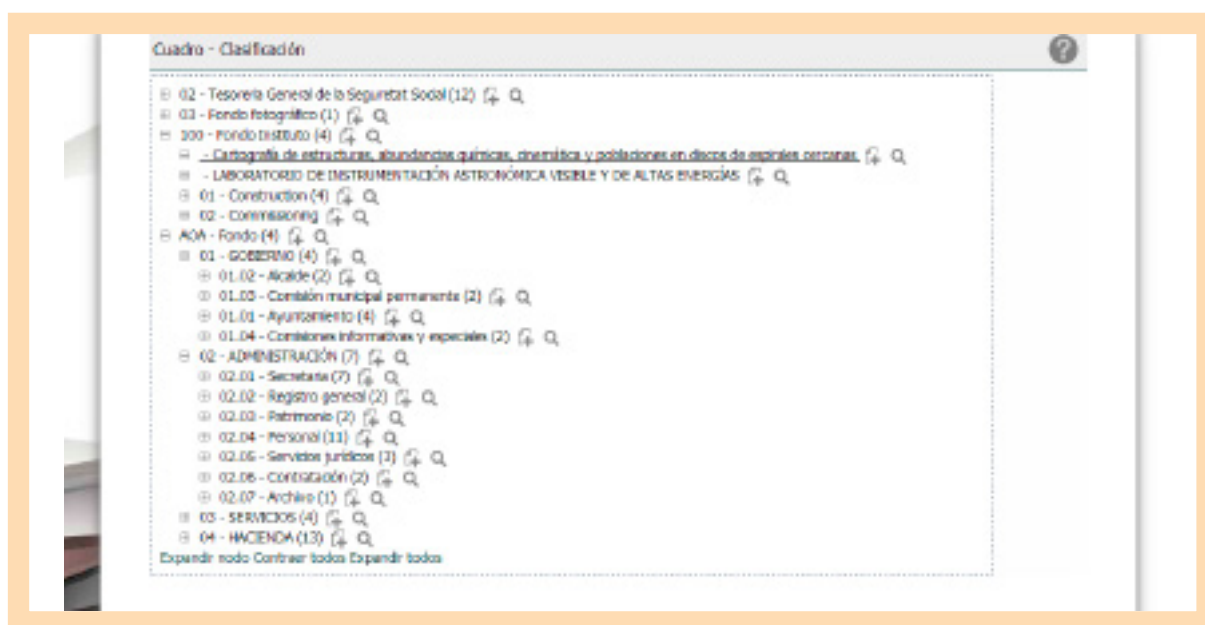 Cuadro - Clasificación
02 - Tesorería General de la Seguretat Social (12)
03 - Fondo fotográfico (1)
100 - Fondo Instituto (4)
- Cartografía de estructuras, abundancias químicas, cinemática y poblaciones en discos de espirales cercanas.
- LABORATORIO DE INSTRUMENTACIÓN ASTRONÓMICA VISIBLE Y DE ALTAS ENERGÍAS
01 - Construction (4)
02 - Commissioning
AOA - Fondo (4)
01 - GOBIERNO (4)
01.02 - Alcalde (2)
01.03 - Comisión municipal permanente (2)
01.01 - Ayuntamiento (4)
01.04 - Comisiones informativas y especiales (2)
02 - ADMINISTRACIÓN (7)
02.01 - Secretaria (7)
02.02 - Registro general (2)
02.03 - Patrimonio (2)
02.04 - Personal (11)
02.05 - Servicios jurídicos (3)
02.06 - Contratación (2)
02.07 - Archivo (1)
03 - SERVICIOS (4)
04 - HACIENDA (13)
Expandir nodo Contraer todos Expandir todos